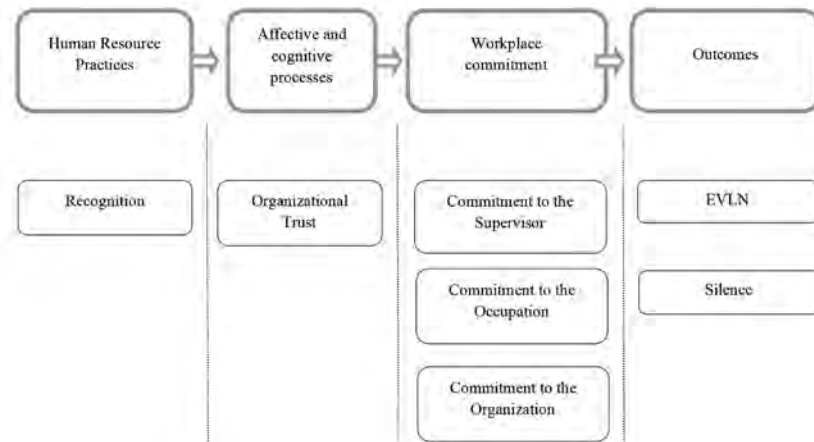 Human Resource
Practices
Affective and
cognitive
processes
Workplace
commitment
Outcomes
Recognition
Organizational
Trust
Commitment to the
Supervisor
EVLN
Commitment to the
Occupation
Silence
Commitment to the
Organization